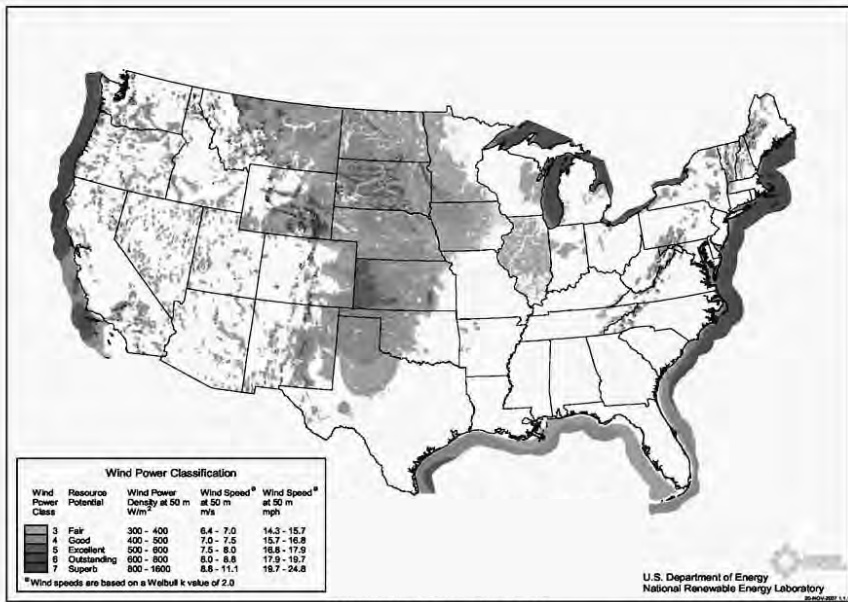 Wind Power Classification
Wind Power Class Resource Potential Wind Power Density at 50 m W/m² Wind Speed a at 50 m m/s Wind Speed a at 50 m mph
3 Fair 300 - 400 6.4 - 7.0 14.3 - 15.7
4 Good 400 - 500 7.0 - 7.5 15.7 - 16.8
5 Excellent 500 - 600 7.5 - 8.0 16.8 - 17.9
6 Outstanding 600 - 800 8.0 - 8.8 17.9 - 19.7
7 Superb 800 - 1600 8.8 - 11.1 19.7 - 24.8
a Wind speeds are based on a Weibull k value of 2.0
U.S. Department of Energy
National Renewable Energy Laboratory